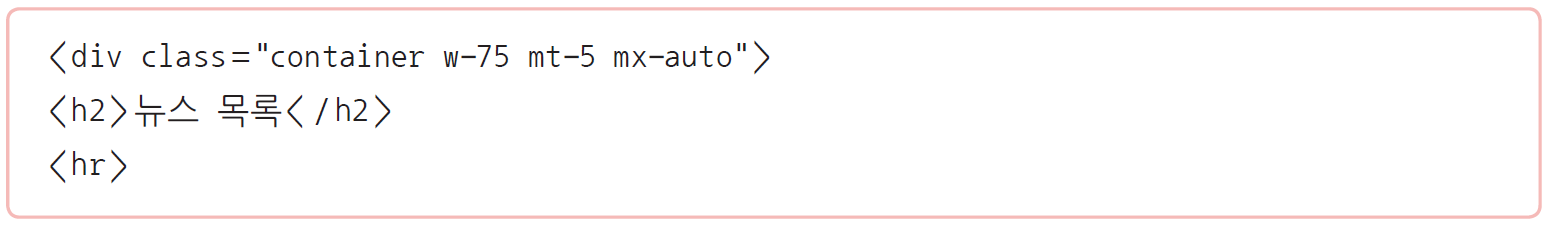 <div class="container w-75 mt-5 mx-auto">
<h2>뉴스 목록</h2>
<hr>